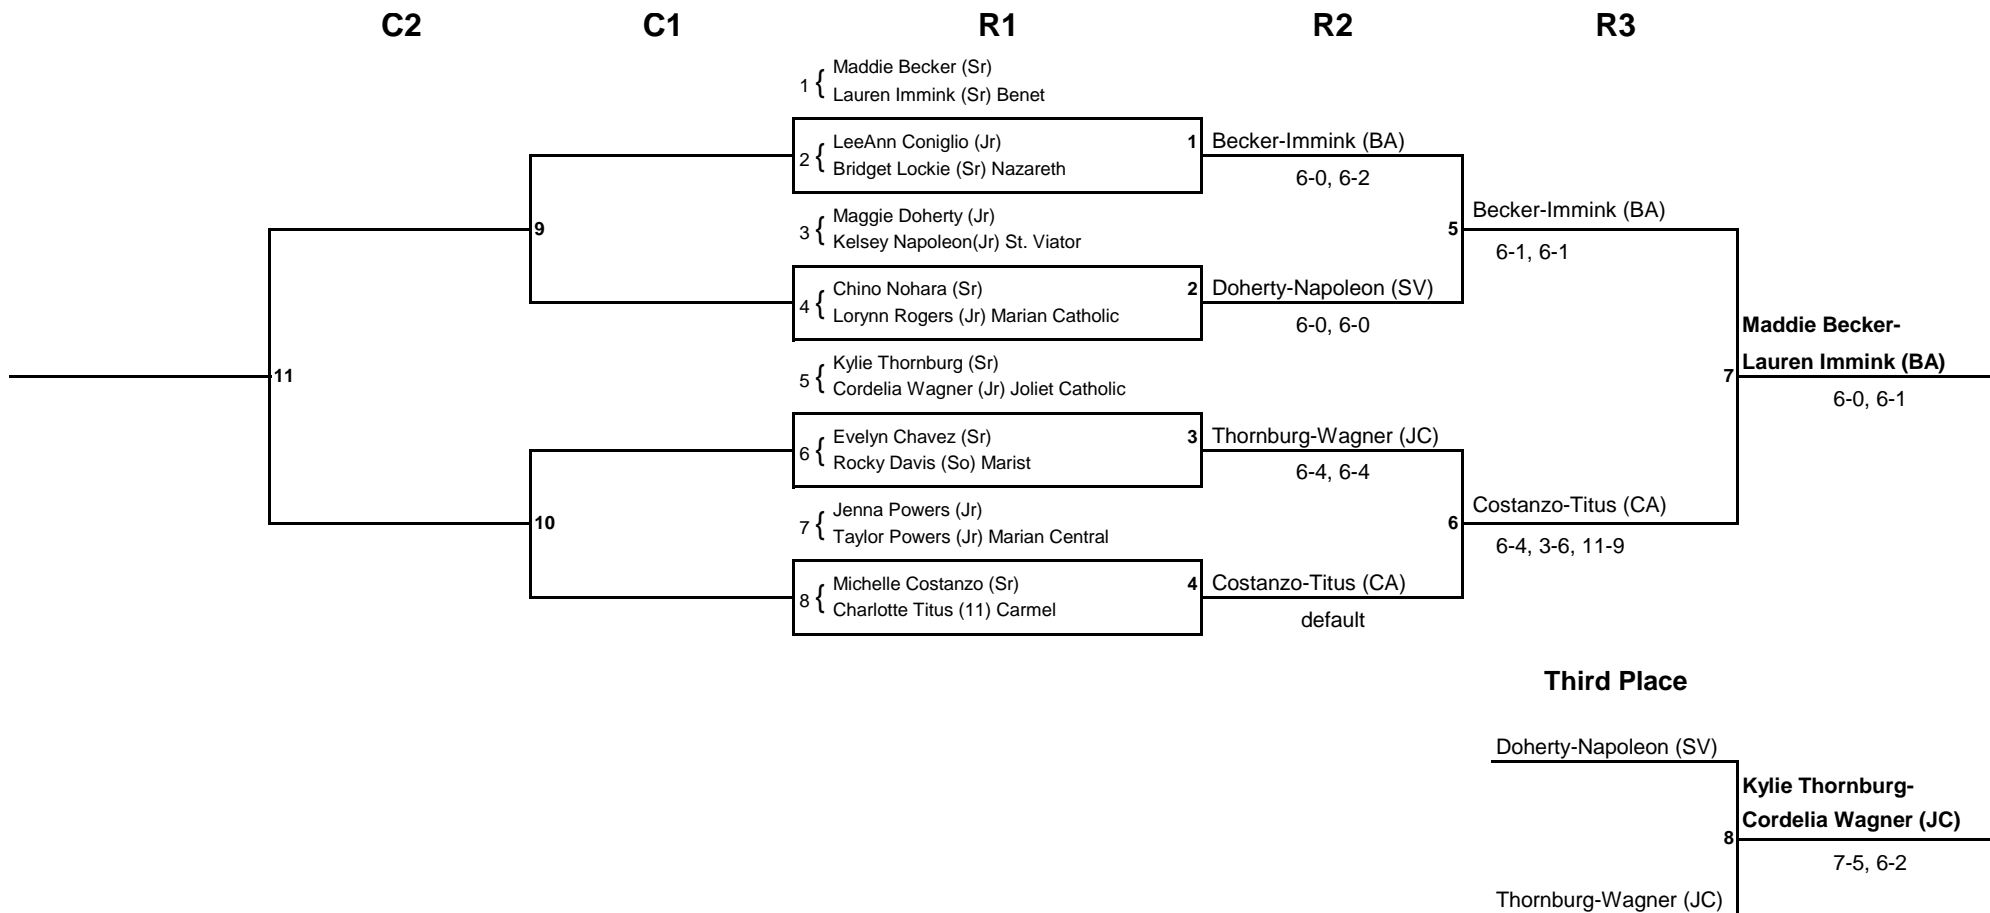 C2 C1 R1 R2 R3
Maddie Becker (Sr)
1 { Lauren Immink (Sr) Benet
LeeAnn Coniglio (Jr) 1 Becker-Immink (BA)
2 { Bridget Lockie (Sr) Nazareth 6-0, 6-2
Maggie Doherty (Jr) Becker-Immink (BA)
3 { Kelsey Napoleon(Jr) St. Viator
9 5
6-1, 6-1
Chino Nohara (Sr) 2 Doherty-Napoleon (SV)
4 { Lorynn Rogers (Jr) Marian Catholic 6-0, 6-0
Maddie Becker-
Kylie Thornburg (Sr) Lauren Immink (BA)
11 7
5 { Cordelia Wagner (Jr) Joliet Catholic 6-0, 6-1
Evelyn Chavez (Sr) 3 Thornburg-Wagner (JC)
6 { Rocky Davis (So) Marist 6-4, 6-4
Jenna Powers (Jr) Costanzo-Titus (CA)
10 6
7 { Taylor Powers (Jr) Marian Central 6-4, 3-6, 11-9
Michelle Costanzo (Sr) 4 Costanzo-Titus (CA)
8 { Charlotte Titus (11) Carmel default
Third Place
Doherty-Napoleon (SV)
Kylie Thornburg-
Cordelia Wagner (JC)
8
7-5, 6-2
Thornburg-Wagner (JC)